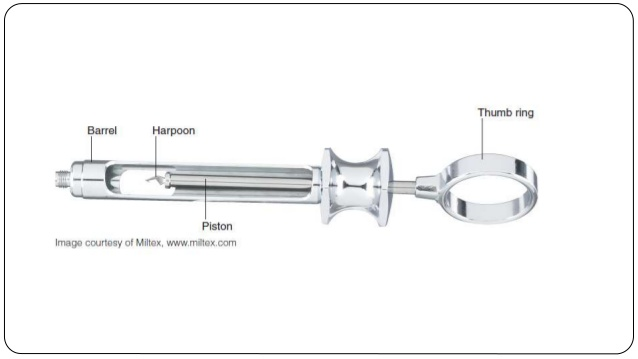 Thumb ring
Barrel
Harpoon
Piston
Image courtesy of Miltex, www.miltex.com